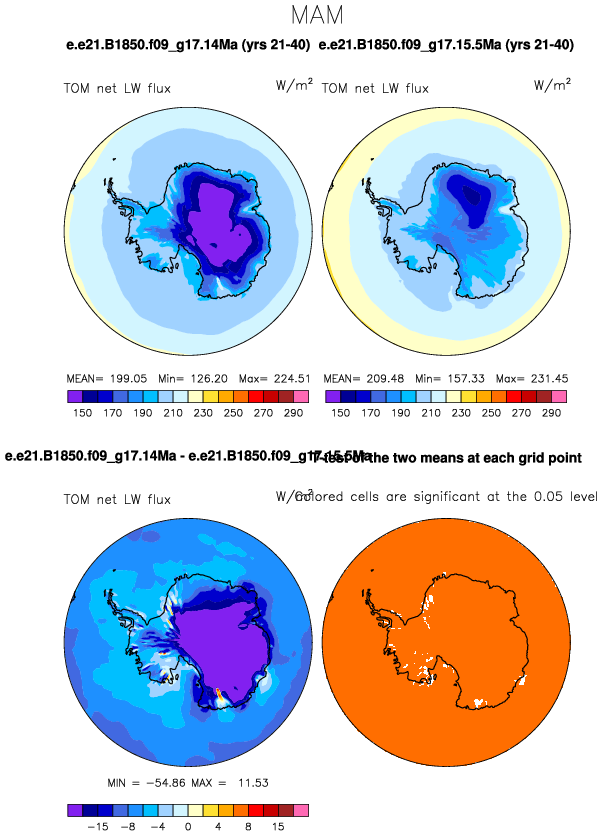 MAM
e.e21.B1850.f09_g17.14Ma (yrs 21-40) e.e21.B1850.f09_g17.15.5Ma (yrs 21-40)
TOM net LW flux W/m² TOM net LW flux W/m²
MEAN= 199.05 Min= 126.20 Max= 224.51 MEAN= 209.48 Min= 157.33 Max= 231.45
150 170 190 210 230 250 270 290 150 170 190 210 230 250 270 290
e.e21.B1850.f09_g17.14Ma - e.e21.B1850.f09_g17.15.5Ma T-test of the two means at each grid point
TOM net LW flux W/m² Colored cells are significant at the 0.05 level
MIN = -54.86 MAX = 11.53
-15 -8 -4 0 4 8 15